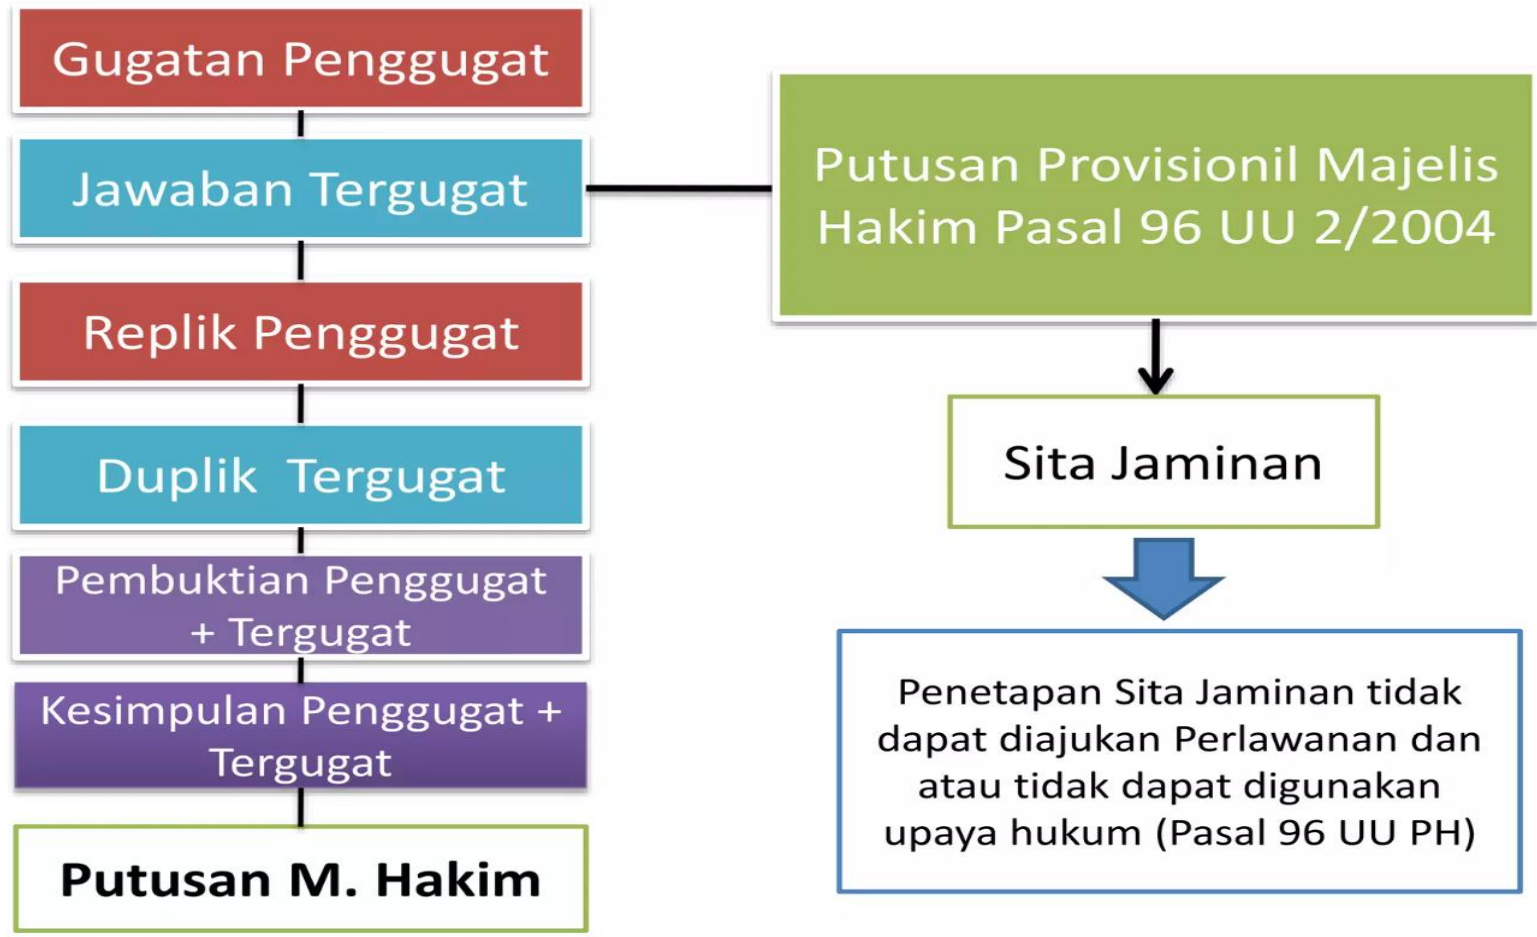 Gugatan Penggugat
Jawaban Tergugat
Replik Penggugat
Duplik Tergugat
Pembuktian Penggugat
+ Tergugat
Kesimpulan Penggugat +
Tergugat
Putusan M. Hakim
Putusan Provisionil Majelis
Hakim Pasal 96 UU 2/2004
Sita Jaminan
Penetapan Sita Jaminan tidak
dapat diajukan Perlawanan dan
atau tidak dapat digunakan
upaya hukum (Pasal 96 UU PH)